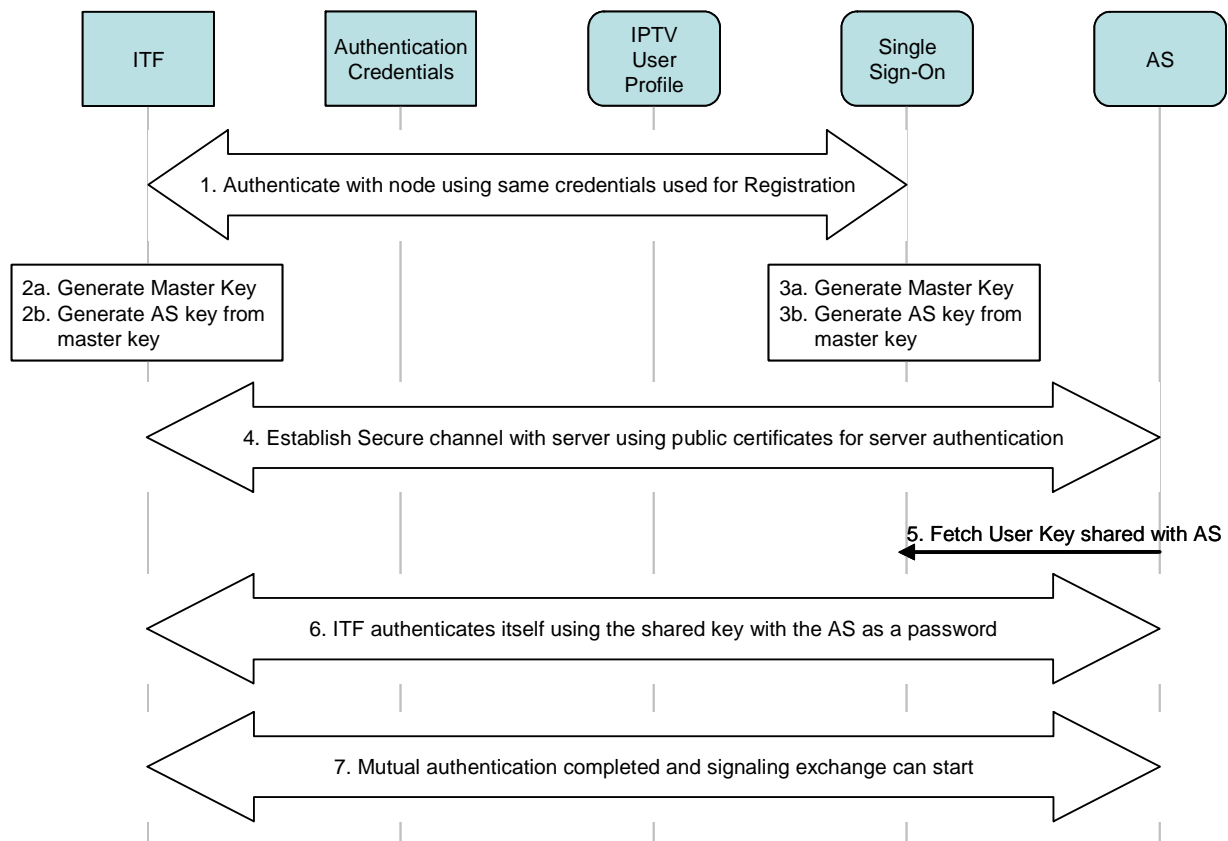 ITF
Authentication
Credentials
IPTV
User
Profile
Single
Sign-On
AS
1. Authenticate with node using same credentials used for Registration
2a. Generate Master Key
2b. Generate AS key from
master key
3a. Generate Master Key
3b. Generate AS key from
master key
4. Establish Secure channel with server using public certificates for server authentication
5. Fetch User Key shared with AS
6. ITF authenticates itself using the shared key with the AS as a password
7. Mutual authentication completed and signaling exchange can start